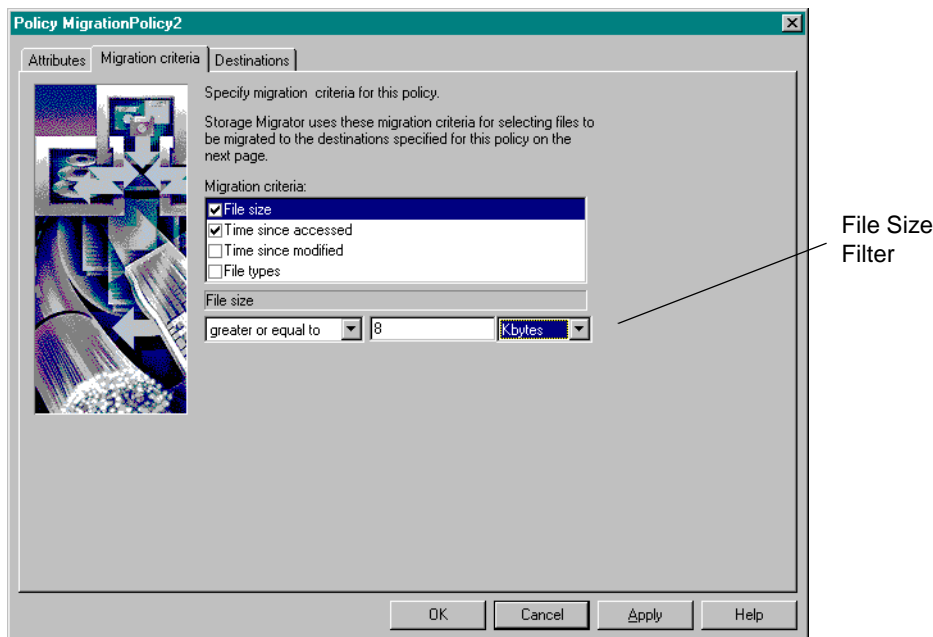 Policy MigrationPolicy2
Attributes Migration criteria Destinations
Specify migration criteria for this policy.
Storage Migrator uses these migration criteria for selecting files to
be migrated to the destinations specified for this policy on the
next page.
Migration criteria:
File size
Time since accessed
Time since modified
File types
File size
greater or equal to 8 Kbytes
File Size
Filter
OK Cancel Apply Help